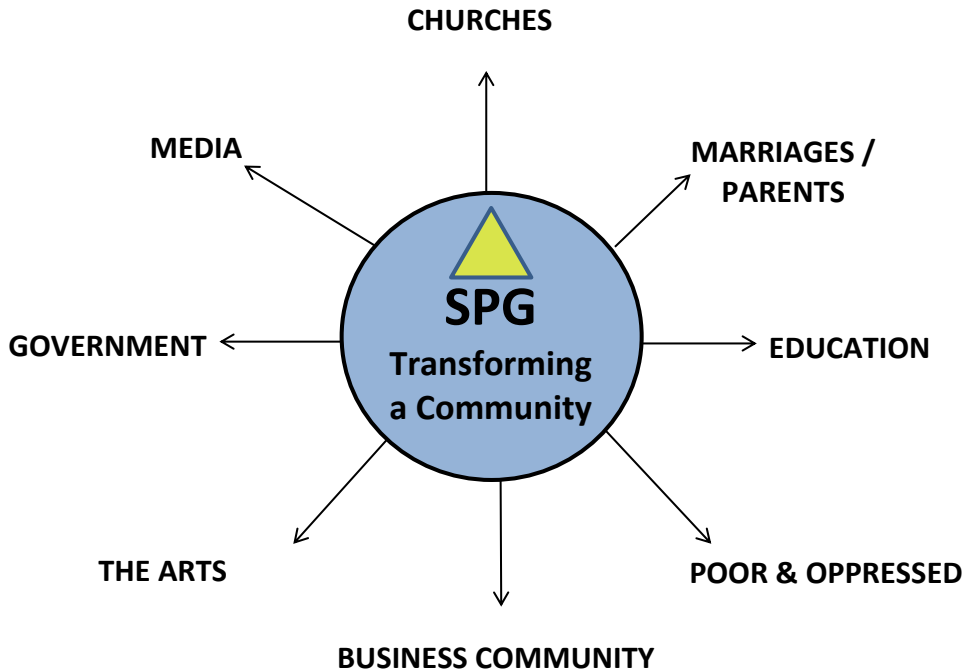 CHURCHES
MEDIA
MARRIAGES /
PARENTS
SPG
GOVERNMENT
Transforming
a Community
EDUCATION
THE ARTS
POOR & OPPRESSED
BUSINESS COMMUNITY